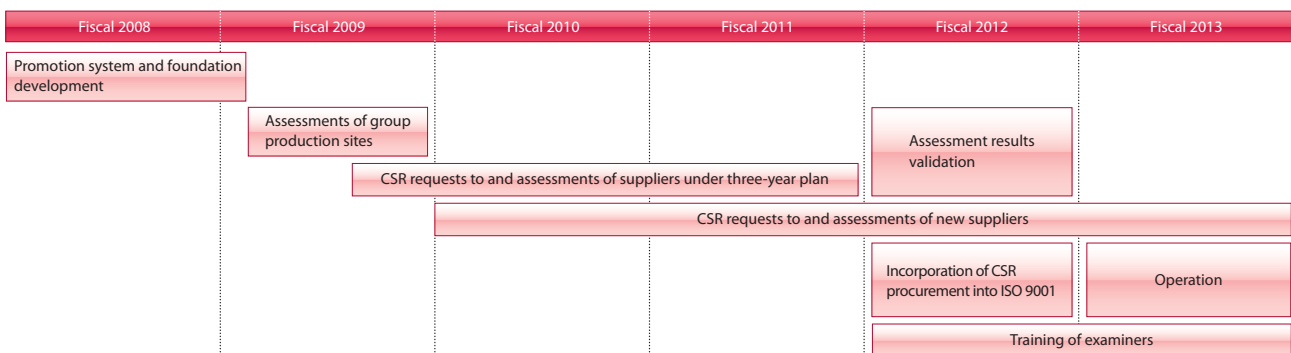 Fiscal 2008
Fiscal 2009
Fiscal 2010
Fiscal 2011
Fiscal 2012
Fiscal 2013
Promotion system and foundation
development
Assessments of group
production sites
Assessment results
validation
CSR requests to and assessments of suppliers under three-year plan
CSR requests to and assessments of new suppliers
Incorporation of CSR
procurement into ISO 9001
Operation
Training of examiners